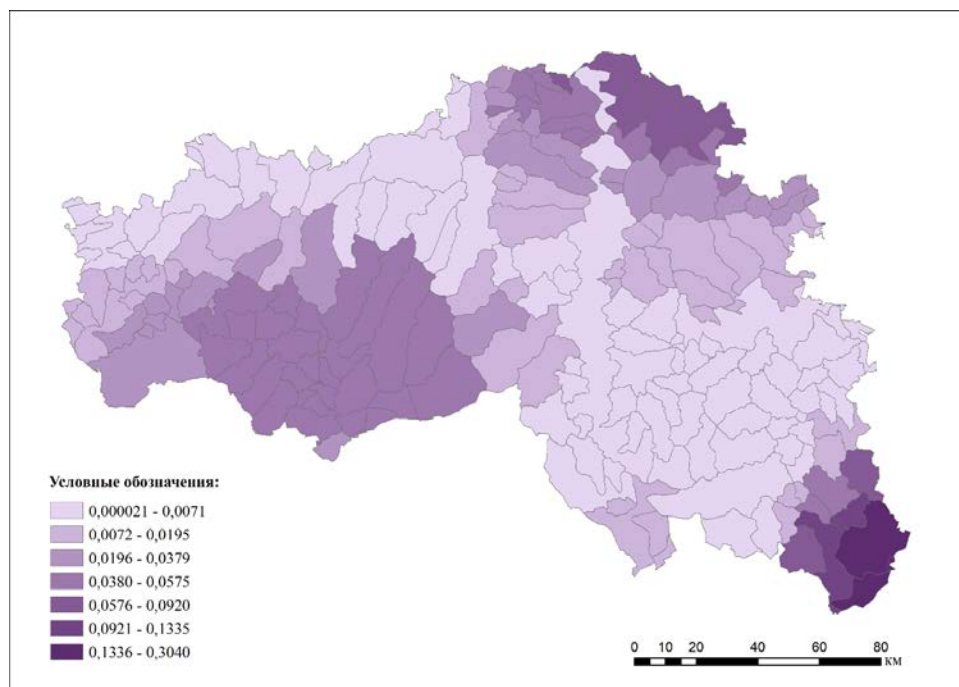 Условные обозначения:
0,000021 - 0,0071
0,0072 - 0,0195
0,0196 - 0,0379
0,0380 - 0,0575
0,0576 - 0,0920
0,0921 - 0,1335
0,1336 - 0,3040
0 10 20 40 60 80
КМ